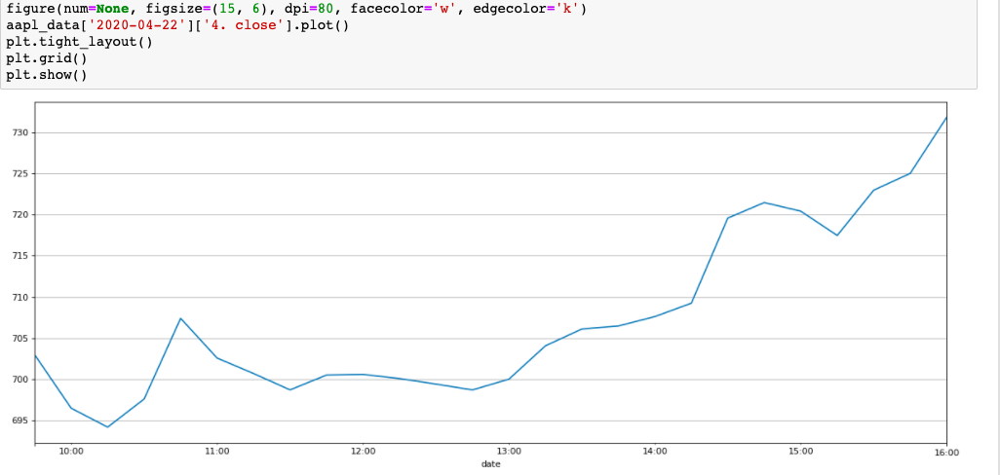 figure(num=None, figsize=(15, 6), dpi=80, facecolor='w', edgecolor='k')
aapl_data['2020-04-22']['4. close'].plot()
plt.tight_layout()
plt.grid()
plt.show()
730
725
720
715
710
705
700
695
10:00 11:00 12:00 13:00 14:00 15:00 16:00
date